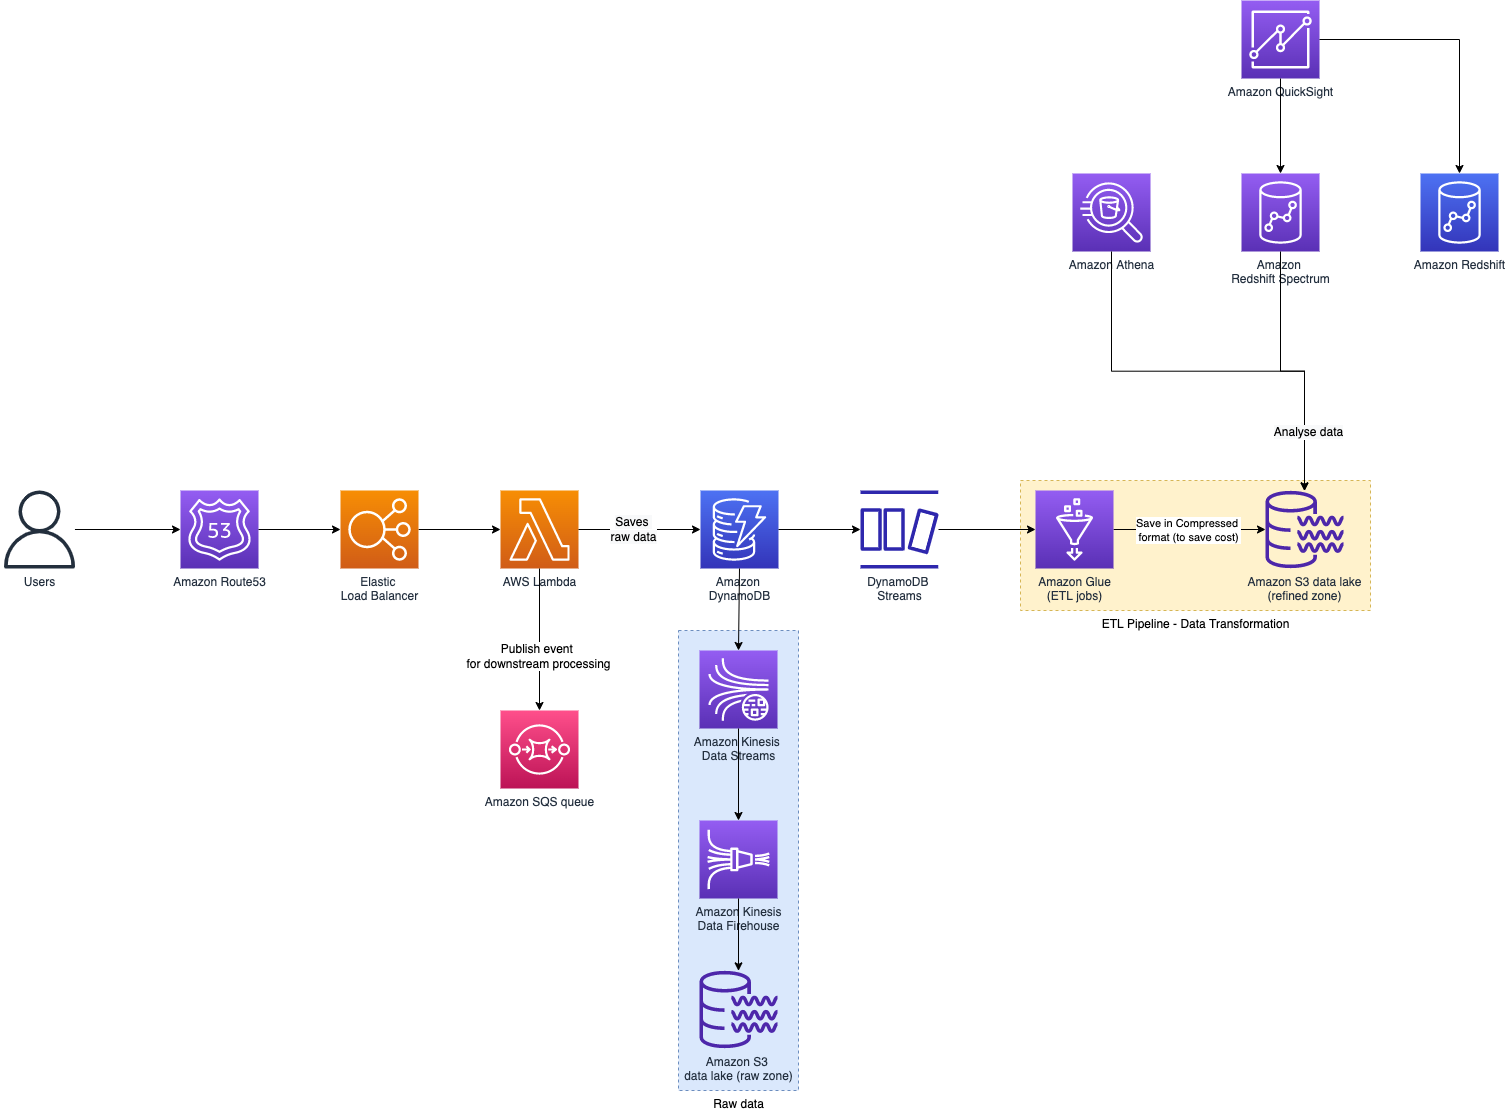 Amazon QuickSight
Amazon Athena
Amazon
Redshift Spectrum
Amazon Redshift
Analyse data
Users
53
Amazon Route53
Elastic
Load Balancer
AWS Lambda
Saves
raw data
Amazon
DynamoDB
DynamoDB
Streams
Amazon Glue
(ETL jobs)
Save in Compressed
format (to save cost)
Amazon S3 data lake
(refined zone)
ETL Pipeline - Data Transformation
Publish event
for downstream processing
Amazon SQS queue
Amazon Kinesis
Data Streams
Amazon Kinesis
Data Firehouse
Amazon S3
data lake (raw zone)
Raw data